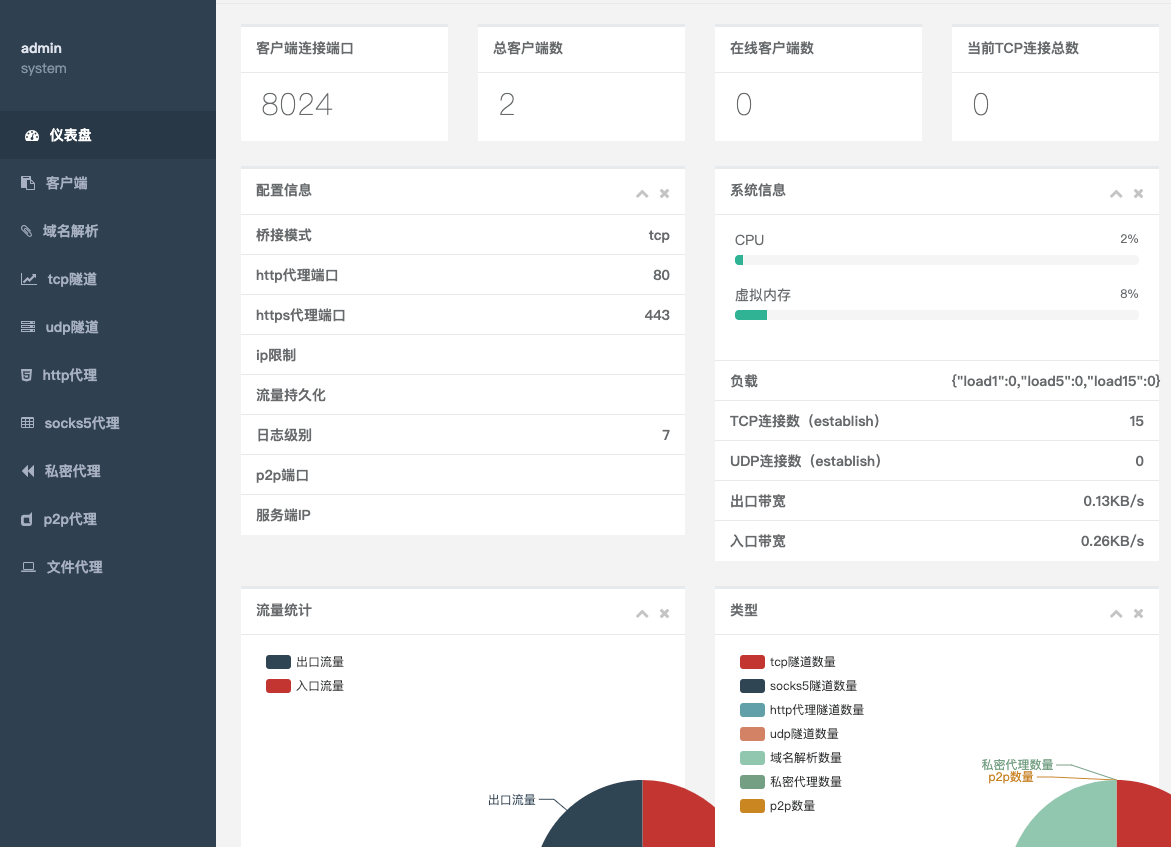 admin
system
仪表盘
客户端
域名解析
tcp隧道
udp隧道
http代理
socks5代理
私密代理
p2p代理
文件代理
客户端连接端口
8024
总客户端数
2
在线客户端数
0
当前TCP连接总数
0
配置信息
桥接模式 tcp
http代理端口 80
https代理端口 443
ip限制
流量持久化
日志级别 7
p2p端口
服务端IP
系统信息
CPU 2%
虚拟内存 8%
负载 {"load1":0,"load5":0,"load15":0}
TCP连接数（establish） 15
UDP连接数（establish） 0
出口带宽 0.13KB/s
入口带宽 0.26KB/s
流量统计
出口流量
入口流量
出口流量
类型
tcp隧道数量
socks5隧道数量
http代理隧道数量
udp隧道数量
域名解析数量
私密代理数量
p2p数量
私密代理数量
p2p数量